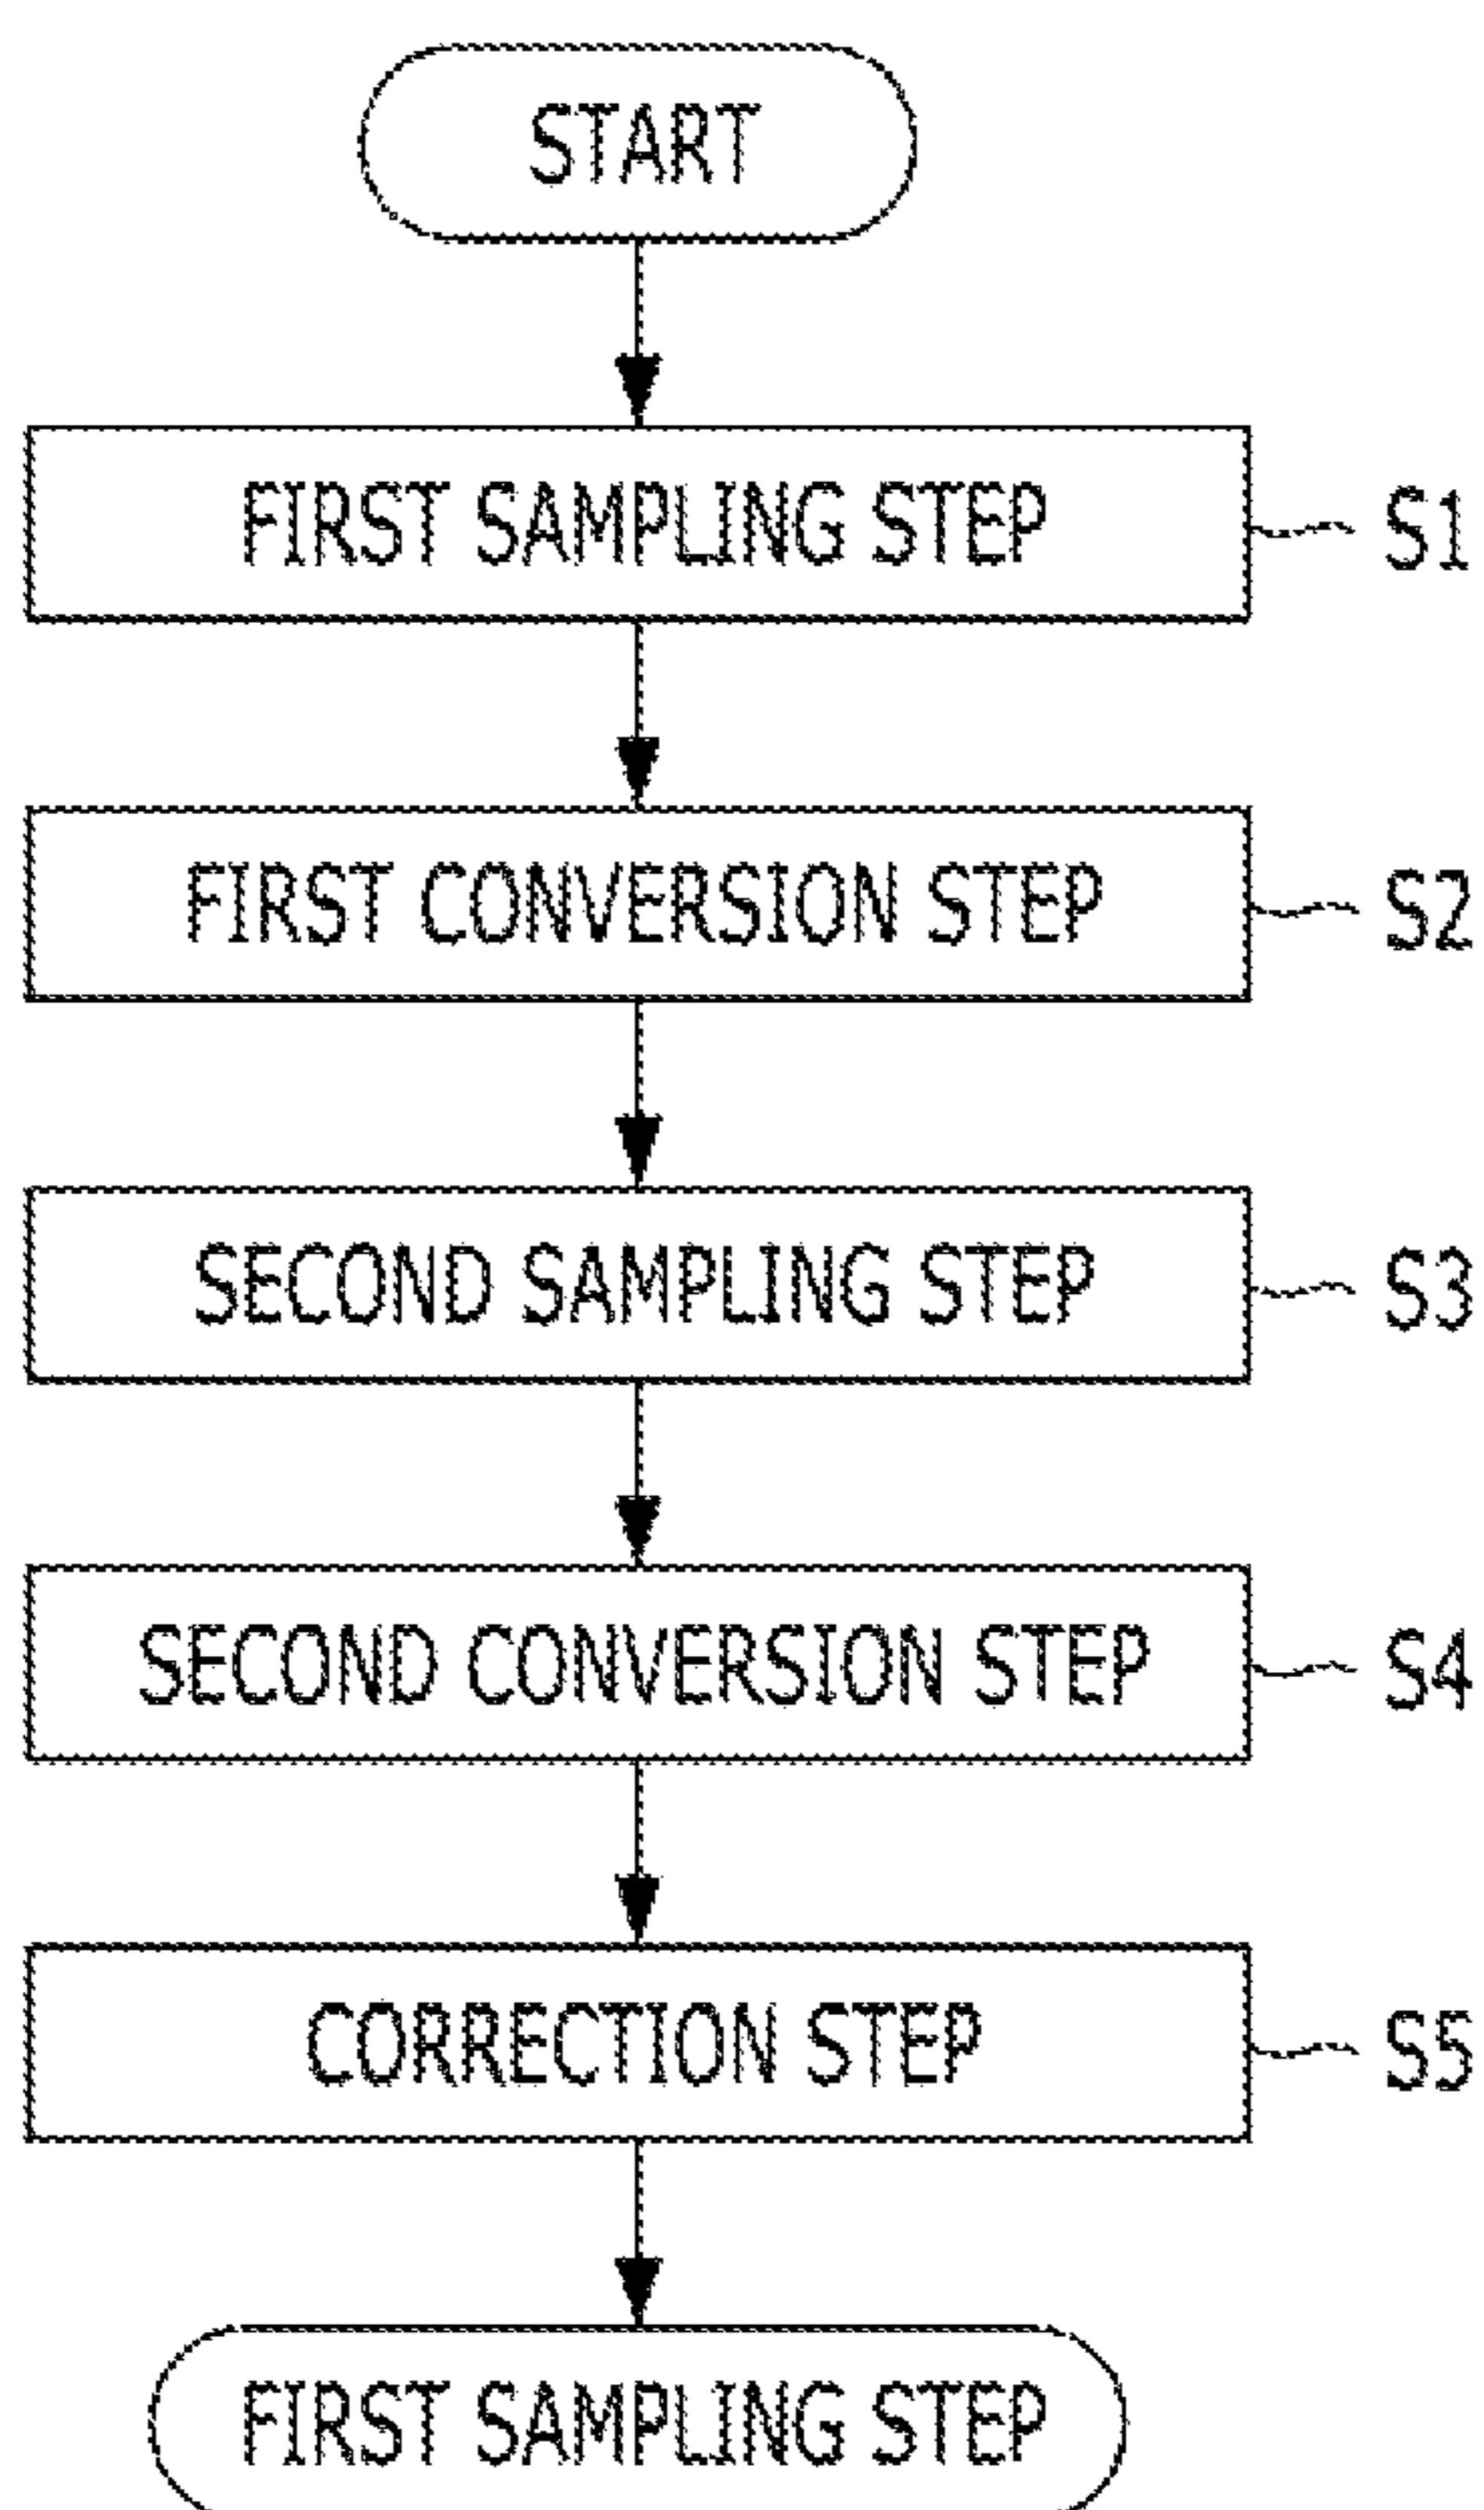 START
FIRST SAMPLING STEP S1
FIRST CONVERSION STEP S2
SECOND SAMPLING STEP S3
SECOND CONVERSION STEP S4
CORRECTION STEP S5
FIRST SAMPLING STEP